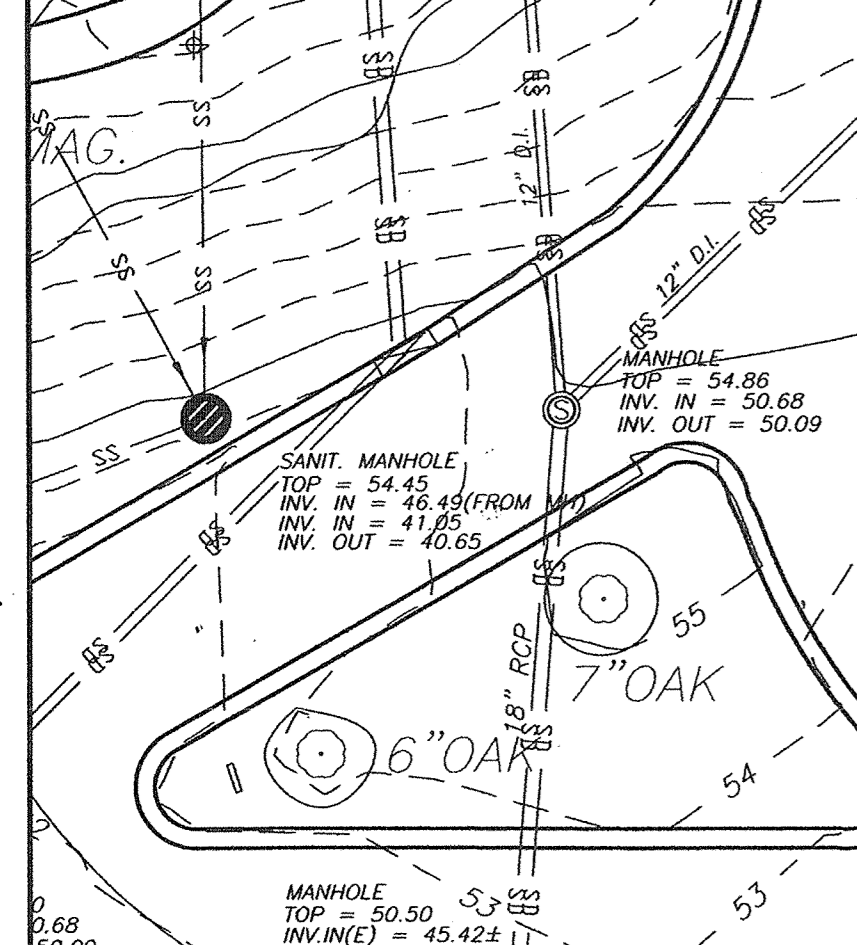 SS
SS
SS
SS
12" D.I.
12" D.I.
MANHOLE
TOP = 54.86
INV. IN = 50.68
INV. OUT = 50.09
SS
SANIT. MANHOLE
TOP = 54.45
INV. IN = 46.49(FROM MH)
INV. IN = 41.05
INV. OUT = 40.65
55
18" RCP
7"OAK
6"OAK
54
MANHOLE
TOP = 50.50
INV.IN(E) = 45.42±
53
53
0.68